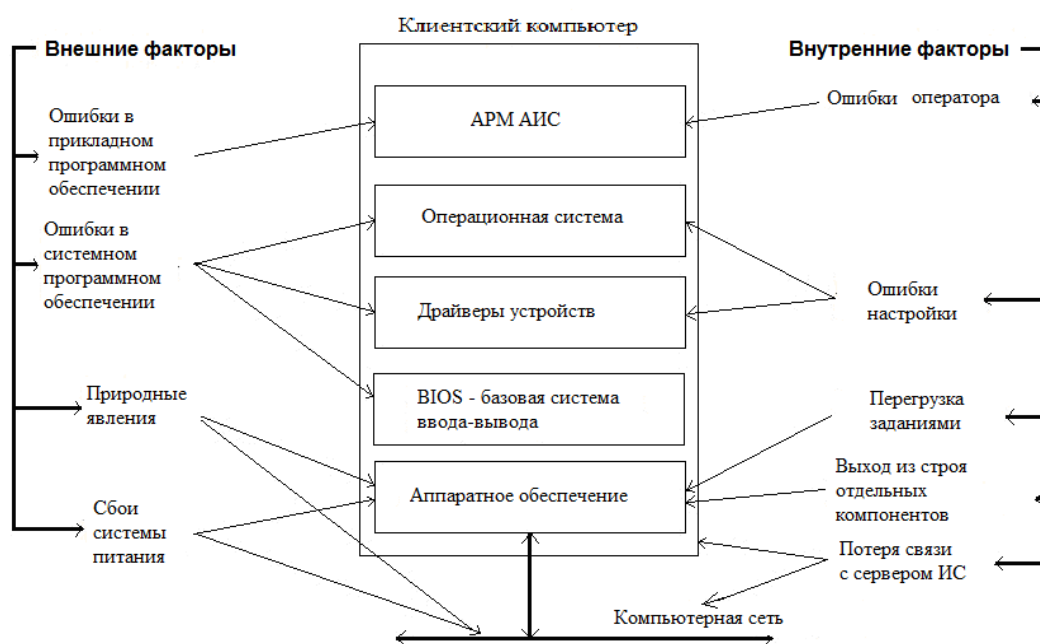 Клиентский компьютер
Внешние факторы
Внутренние факторы
Ошибки в
прикладном
программном
обеспечении
Ошибки в
системном
программном
обеспечении
Природные
явления
Сбои
системы
питания
АРМ АИС
Операционная система
Драйверы устройств
BIOS - базовая система
ввода-вывода
Аппаратное обеспечение
Ошибки оператора
Ошибки
настройки
Перегрузка
заданиями
Выход из строя
отдельных
компонентов
Потеря связи
с сервером ИС
Компьютерная сеть